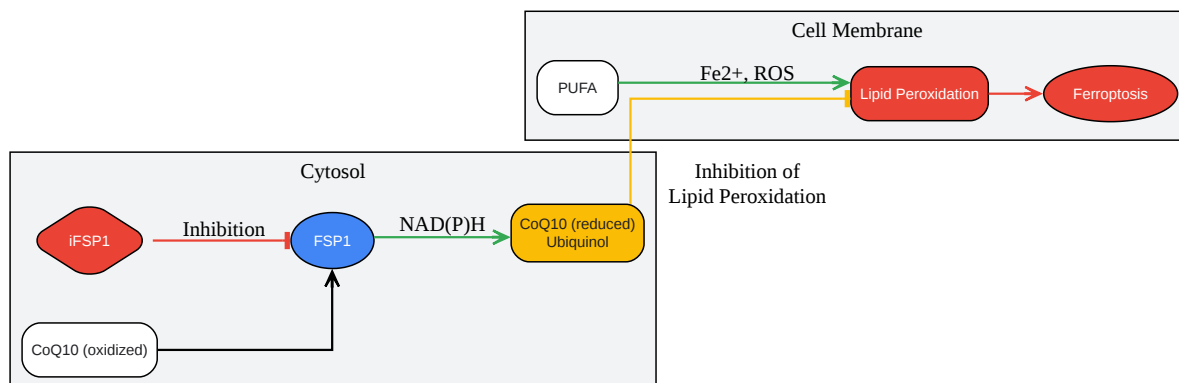 Cell Membrane
PUFA
Fe2+, ROS
Lipid Peroxidation
Ferroptosis
Cytosol
Inhibition of
Lipid Peroxidation
iFSP1
Inhibition
FSP1
NAD(P)H
CoQ10 (reduced)
Ubiquinol
CoQ10 (oxidized)